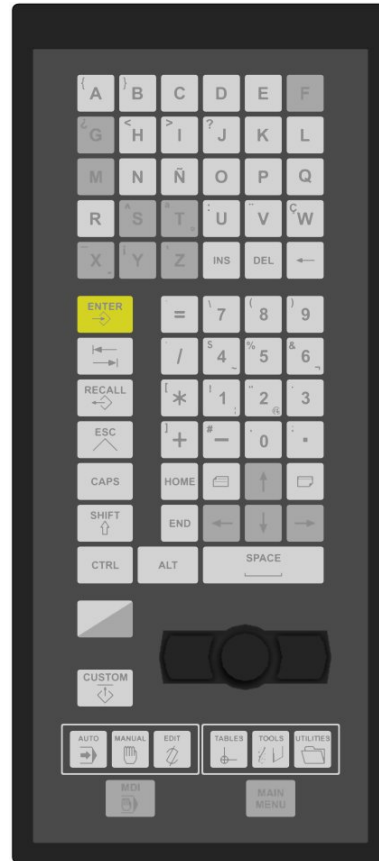 { A } B C D E F
¿ G < H > I ? J K L
M N Ñ O P Q
R S T : U ¨ V Ç W
X Y Z INS DEL ←
ENTER = \ 7 ( 8 ) 9
/ $ 4 ~ % 5 & 6 ¬
RECALL [ * ! 1 ; " 2 @ 3
ESC ] + # - 0 .
CAPS HOME ↑
SHIFT END ← ↓ →
CTRL ALT SPACE
CUSTOM
AUTO MANUAL EDIT TABLES TOOLS UTILITIES
MDI MAIN
MENU